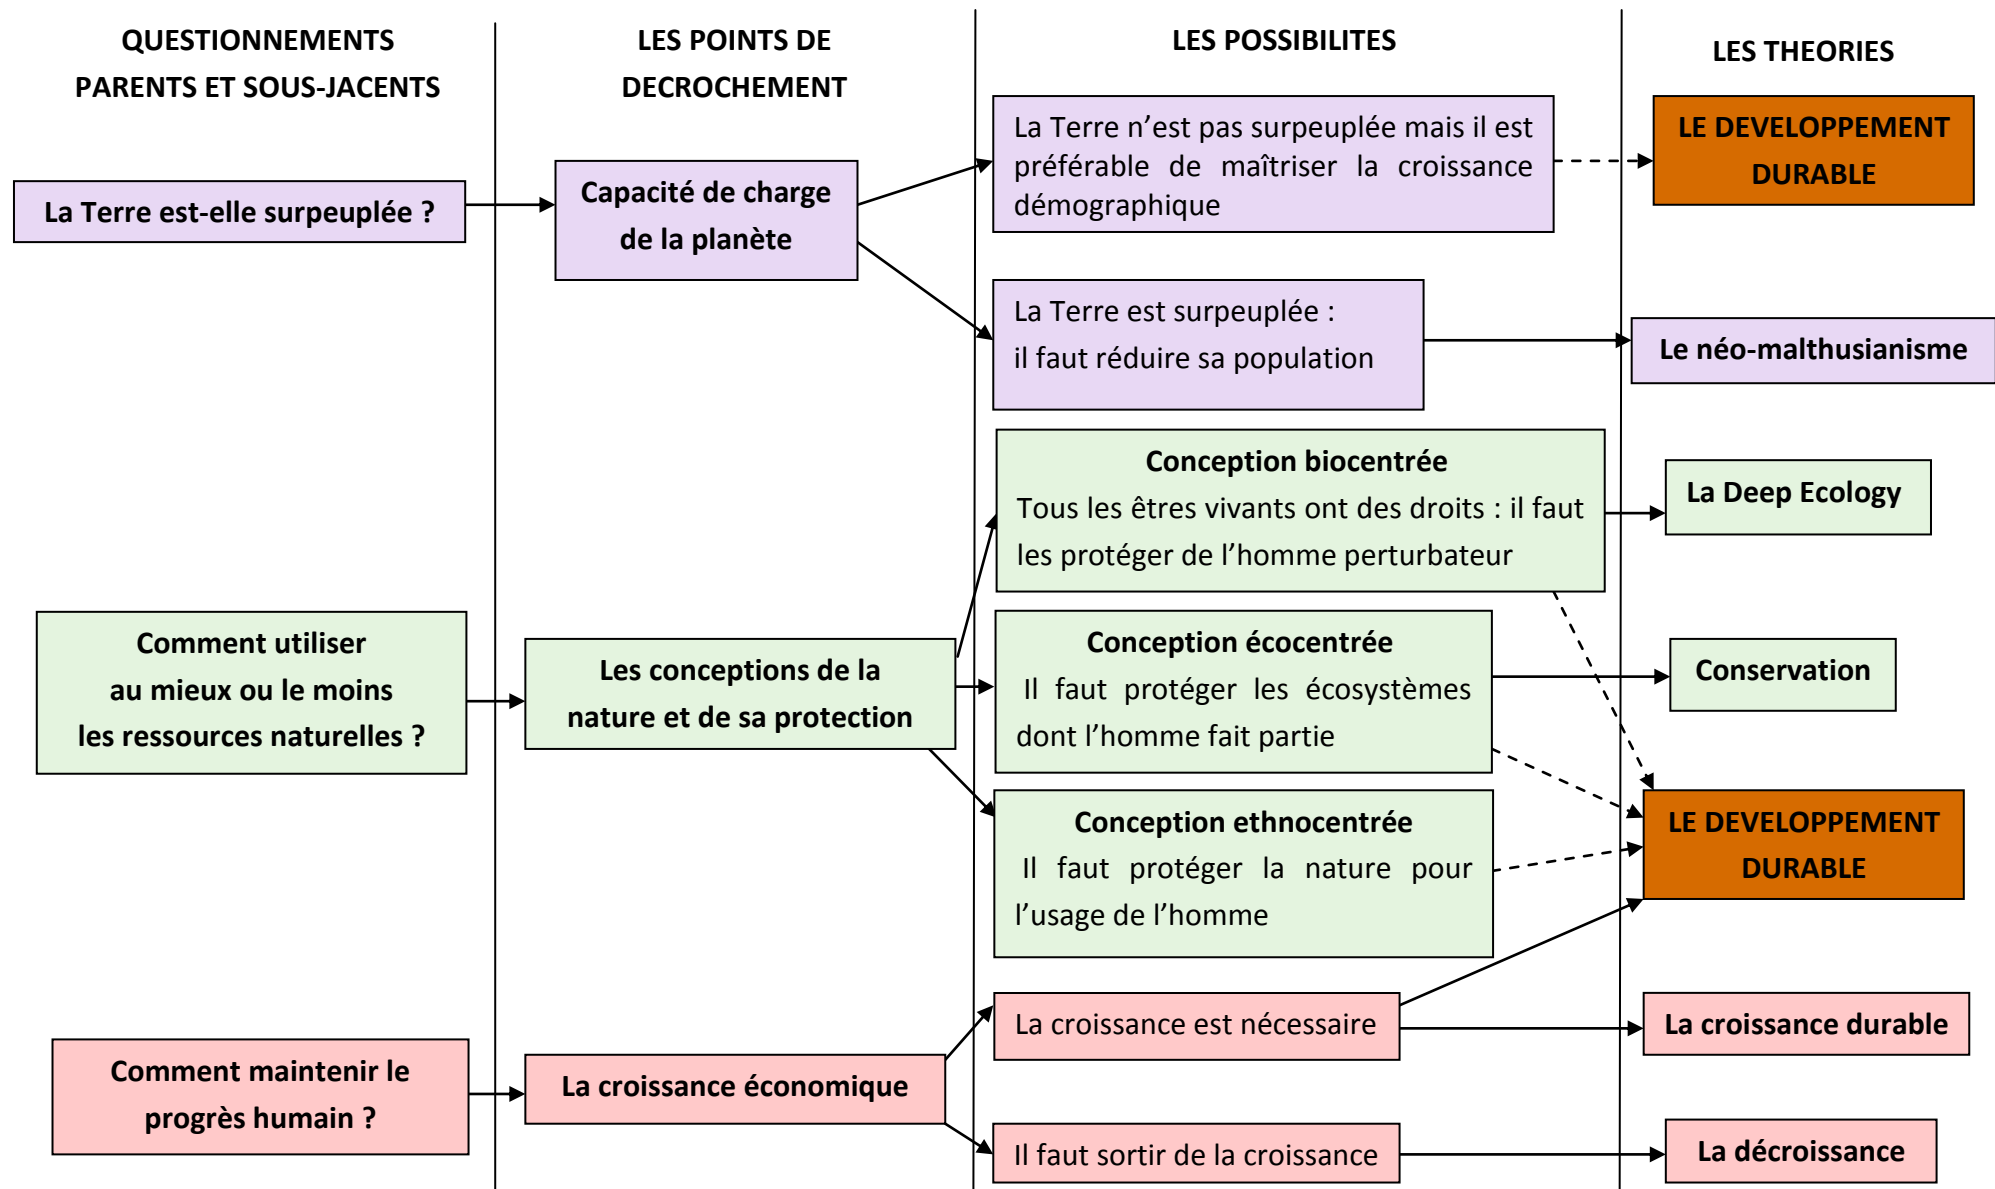 QUESTIONNEMENTS
PARENTS ET SOUS-JACENTS
LES POINTS DE
DECROCHEMENT
LES POSSIBILITES
LES THEORIES
La Terre est-elle surpeuplée ?
Capacité de charge
de la planète
La Terre n’est pas surpeuplée mais il est
préférable de maîtriser la croissance
démographique
LE DEVELOPPEMENT
DURABLE
La Terre est surpeuplée :
il faut réduire sa population
Le néo-malthusianisme
Comment utiliser
au mieux ou le moins
les ressources naturelles ?
Les conceptions de la
nature et de sa protection
Conception biocentrée
Tous les êtres vivants ont des droits : il faut
les protéger de l’homme perturbateur
La Deep Ecology
Conception écocentrée
Il faut protéger les écosystèmes
dont l’homme fait partie
Conservation
Conception ethnocentrée
Il faut protéger la nature pour
l’usage de l’homme
LE DEVELOPPEMENT
DURABLE
Comment maintenir le
progrès humain ?
La croissance économique
La croissance est nécessaire
La croissance durable
Il faut sortir de la croissance
La décroissance